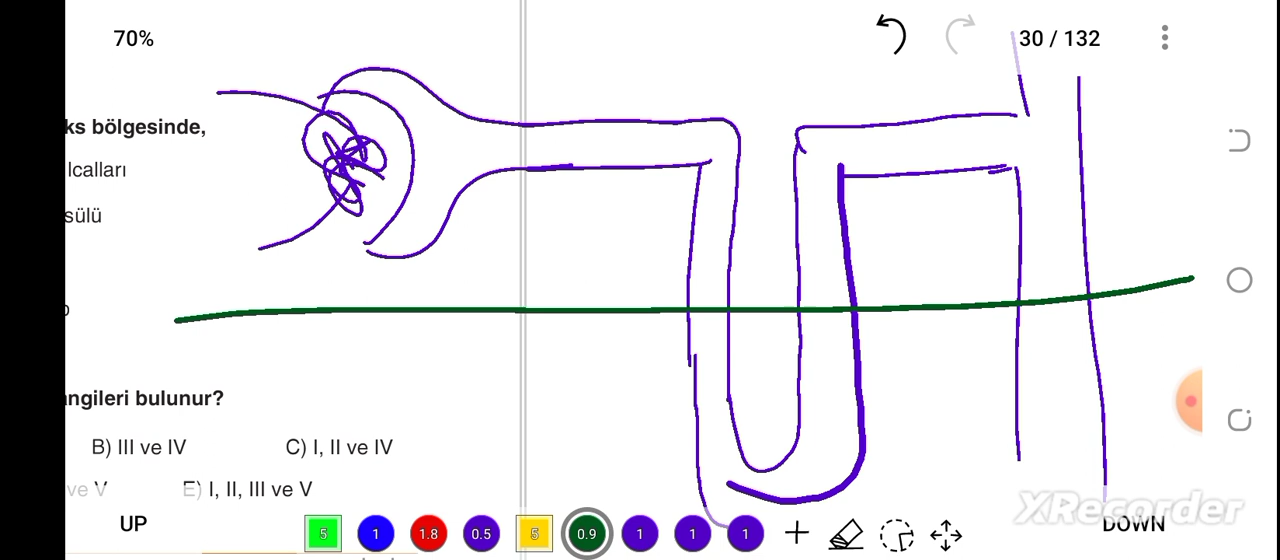 70%
30 / 132
ks bölgesinde,
lcalları
sülü
ngileri bulunur?
B) III ve IV
C) I, II ve IV
ve V
E) I, II, III ve V
UP
5
1
1.8
0.5
5
0.9
1
1
1
XRecorder
DOWN